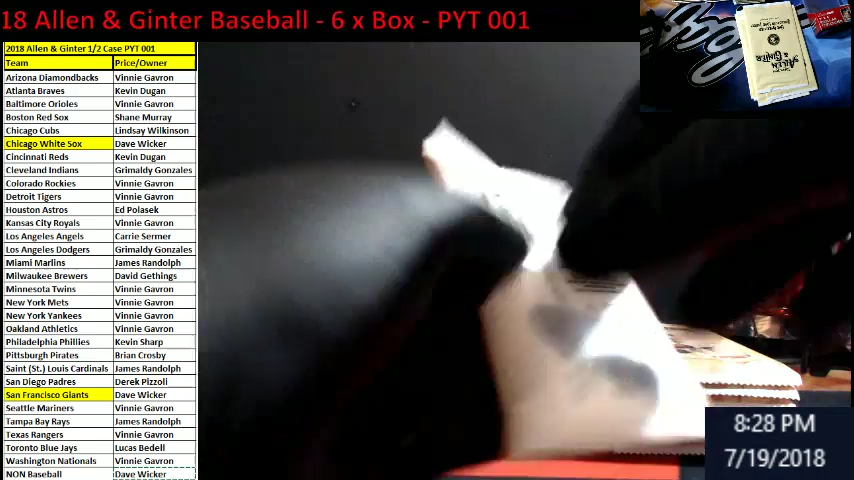 18 Allen & Ginter Baseball - 6 x Box - PYT 001
2018 Allen & Ginter 1/2 Case PYT 001
Team Price/Owner
Arizona Diamondbacks Vinnie Gavron
Atlanta Braves Kevin Dugan
Baltimore Orioles Vinnie Gavron
Boston Red Sox Shane Murray
Chicago Cubs Lindsay Wilkinson
Chicago White Sox Dave Wicker
Cincinnati Reds Kevin Dugan
Cleveland Indians Grimaldy Gonzales
Colorado Rockies Vinnie Gavron
Detroit Tigers Vinnie Gavron
Houston Astros Ed Polasek
Kansas City Royals Vinnie Gavron
Los Angeles Angels Carrie Sermer
Los Angeles Dodgers Grimaldy Gonzales
Miami Marlins James Randolph
Milwaukee Brewers David Gethings
Minnesota Twins Vinnie Gavron
New York Mets Vinnie Gavron
New York Yankees Vinnie Gavron
Oakland Athletics Vinnie Gavron
Philadelphia Phillies Kevin Sharp
Pittsburgh Pirates Brian Crosby
Saint (St.) Louis Cardinals James Randolph
San Diego Padres Derek Pizzoli
San Francisco Giants Dave Wicker
Seattle Mariners Vinnie Gavron
Tampa Bay Rays James Randolph
Texas Rangers Vinnie Gavron
Toronto Blue Jays Lucas Bedell
Washington Nationals Vinnie Gavron
NON Baseball Dave Wicker
ALLEN
& GINTER
8:28 PM
7/19/2018